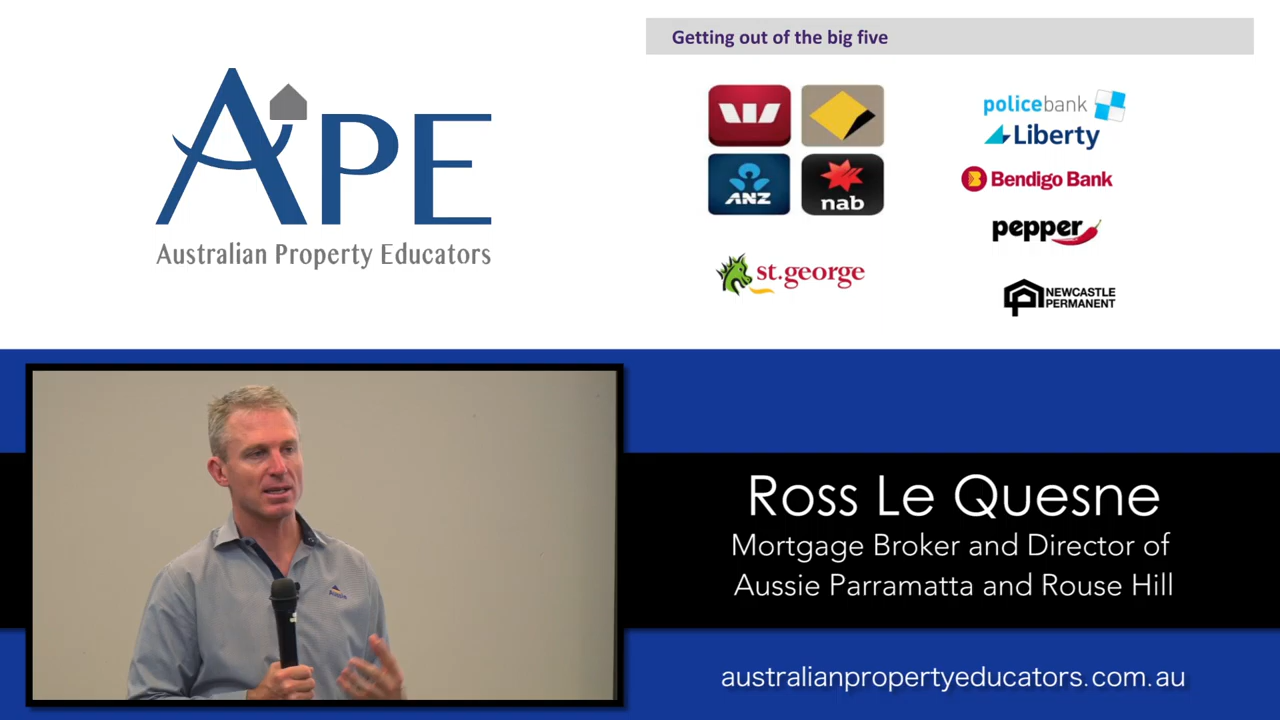 APE
Australian Property Educators
Getting out of the big five
ANZ
nab
st.george
policebank
Liberty
Bendigo Bank
pepper
NEWCASTLE
PERMANENT
Ross Le Quesne
Mortgage Broker and Director of
Aussie Parramatta and Rouse Hill
australianpropertyeducators.com.au